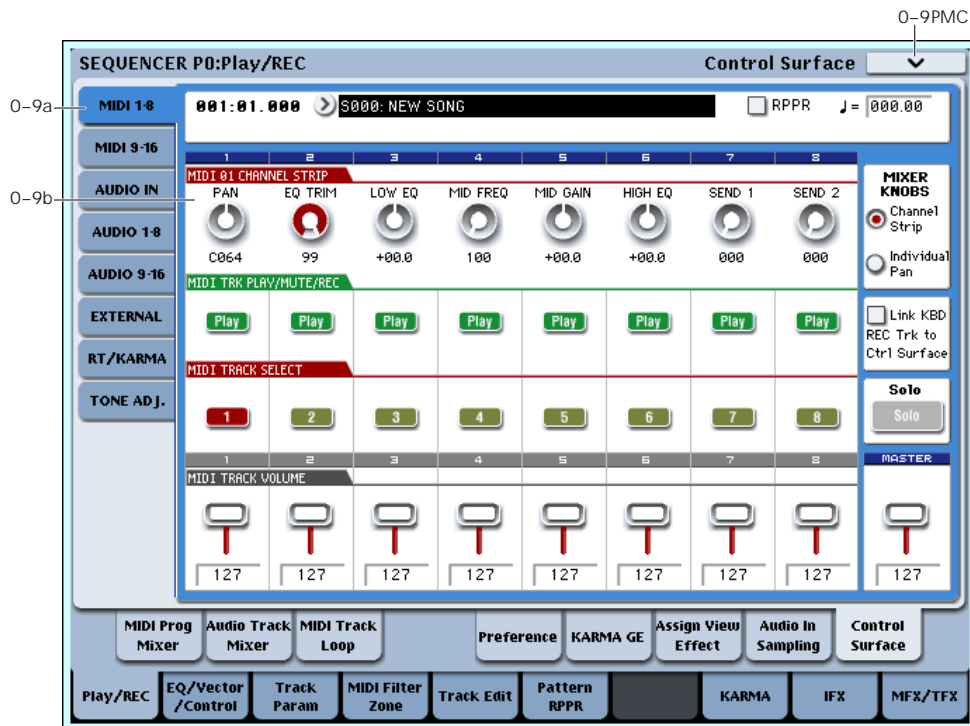 0–9PMC
SEQUENCER P0:Play/REC
Control Surface
0–9a
MIDI 1-8
001:01.000
S000: NEW SONG
RPPR
♩= 000.00
MIDI 9-16
1 2 3 4 5 6 7 8
0–9b
AUDIO IN
MIDI 01 CHANNEL STRIP
PAN EQ TRIM LOW EQ MID FREQ MID GAIN HIGH EQ SEND 1 SEND 2
MIXER
KNOBS
Channel
Strip
AUDIO 1-8
C064 99 +00.0 100 +00.0 +00.0 000 000
Individual
Pan
AUDIO 9-16
MIDI TRK PLAY/MUTE/REC
EXTERNAL
Play Play Play Play Play Play Play Play
Link KBD
REC Trk to
Ctrl Surface
RT/KARMA
MIDI TRACK SELECT
TONE ADJ.
1 2 3 4 5 6 7 8
Solo
Solo
1 2 3 4 5 6 7 8
MASTER
MIDI TRACK VOLUME
127 127 127 127 127 127 127 127 127
MIDI Prog
Mixer
Audio Track
Mixer
MIDI Track
Loop
Preference
KARMA GE
Assign View
Effect
Audio In
Sampling
Control
Surface
Play/REC
EQ/Vector
/Control
Track
Param
MIDI Filter
Zone
Track Edit
Pattern
RPPR
KARMA
IFX
MFX/TFX